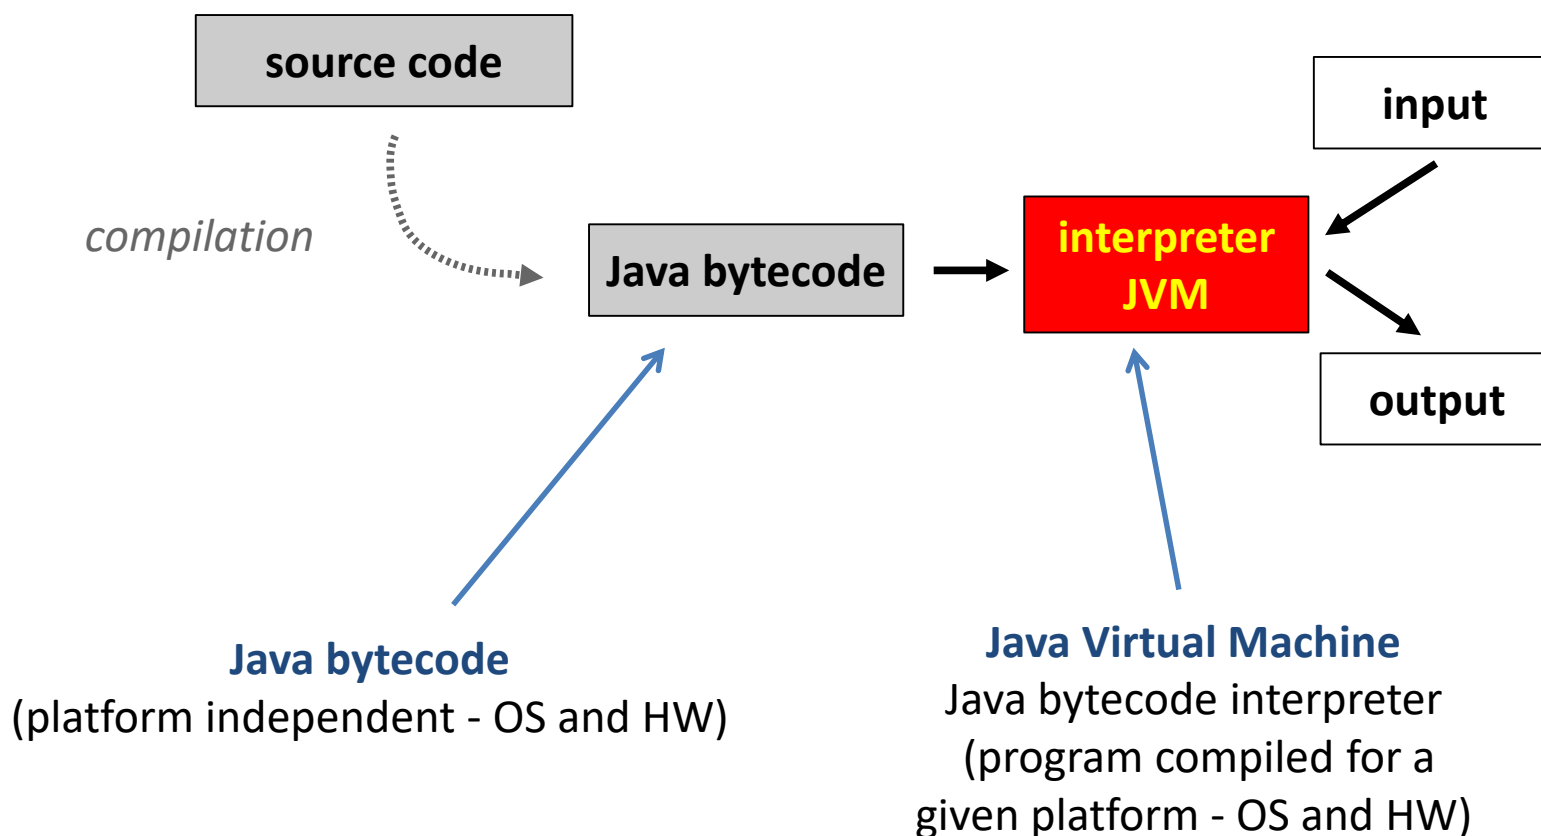 source code
input
compilation
Java bytecode
interpreter
JVM
output
Java bytecode
(platform independent - OS and HW)
Java Virtual Machine
Java bytecode interpreter
(program compiled for a
given platform - OS and HW)